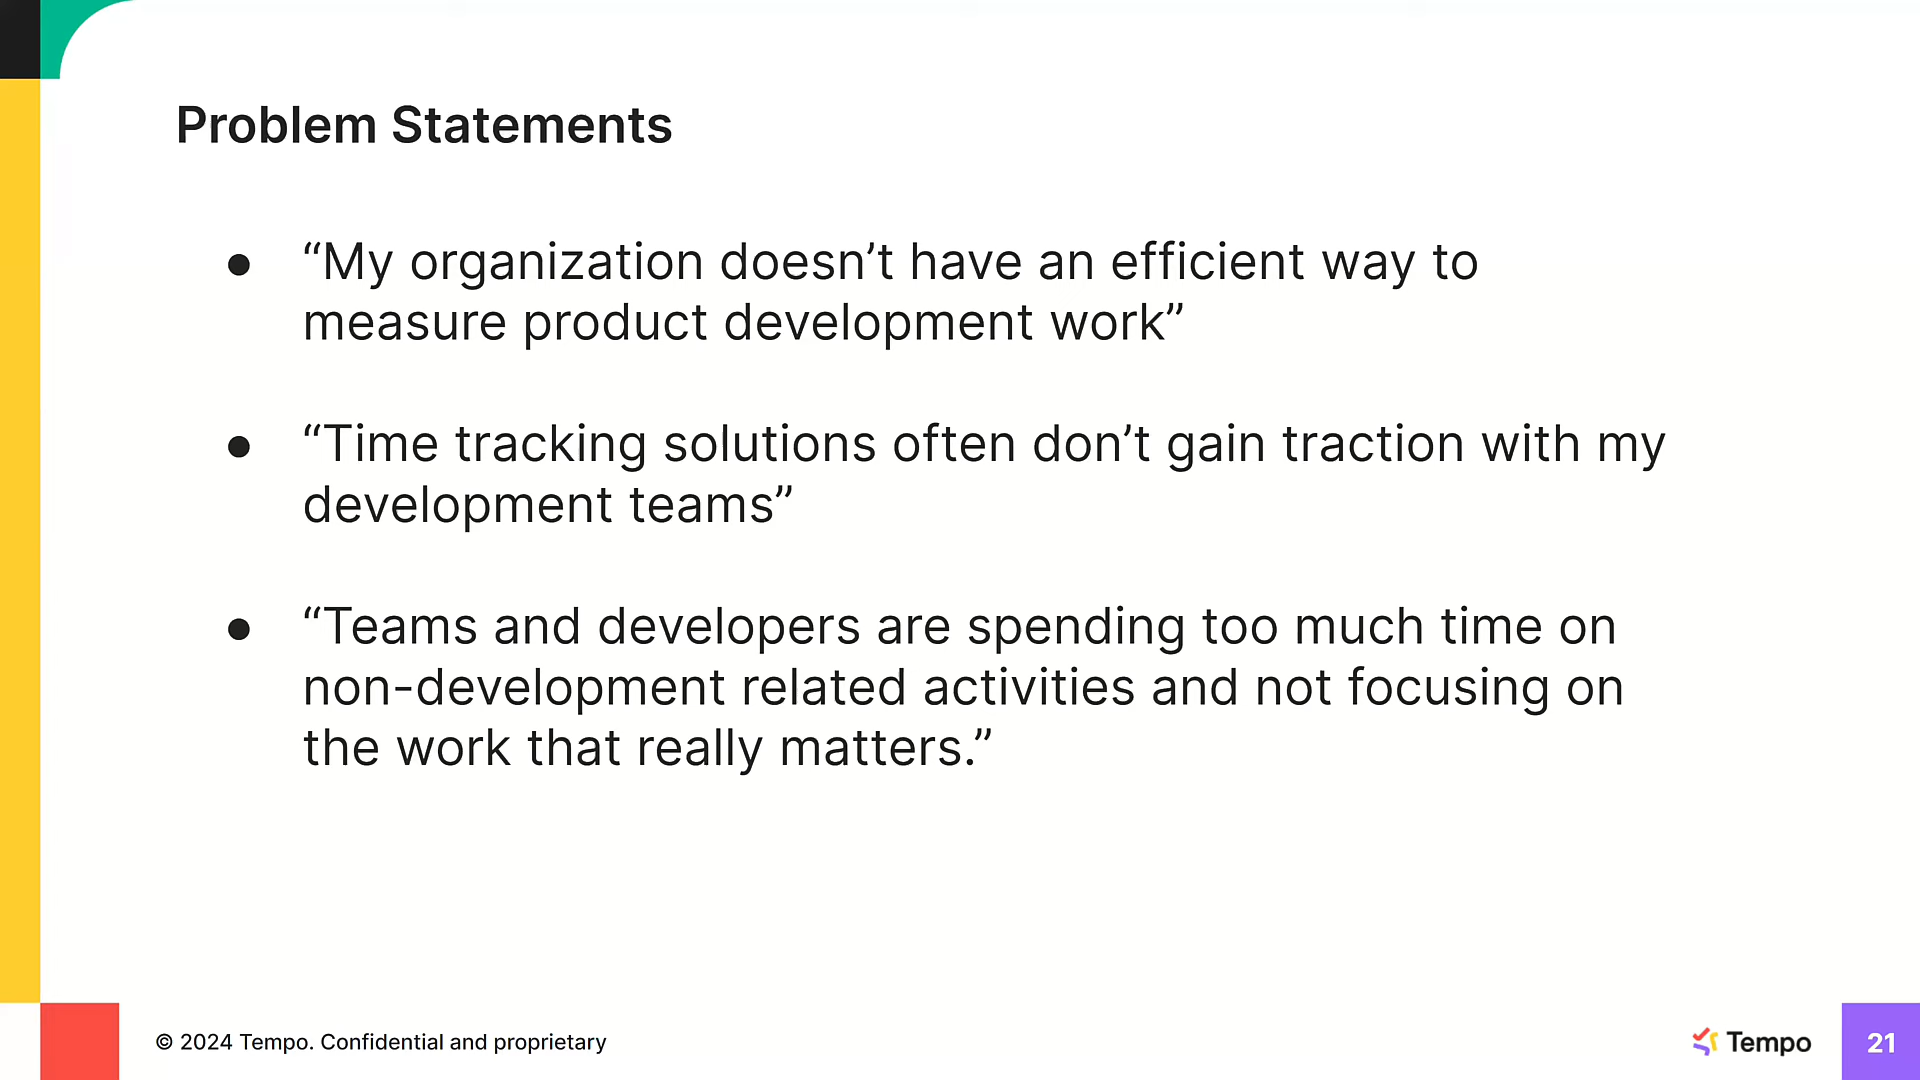 Problem Statements
● “My organization doesn’t have an efficient way to
measure product development work”
● “Time tracking solutions often don’t gain traction with my
development teams”
● “Teams and developers are spending too much time on
non-development related activities and not focusing on
the work that really matters.”
© 2024 Tempo. Confidential and proprietary
Tempo
21